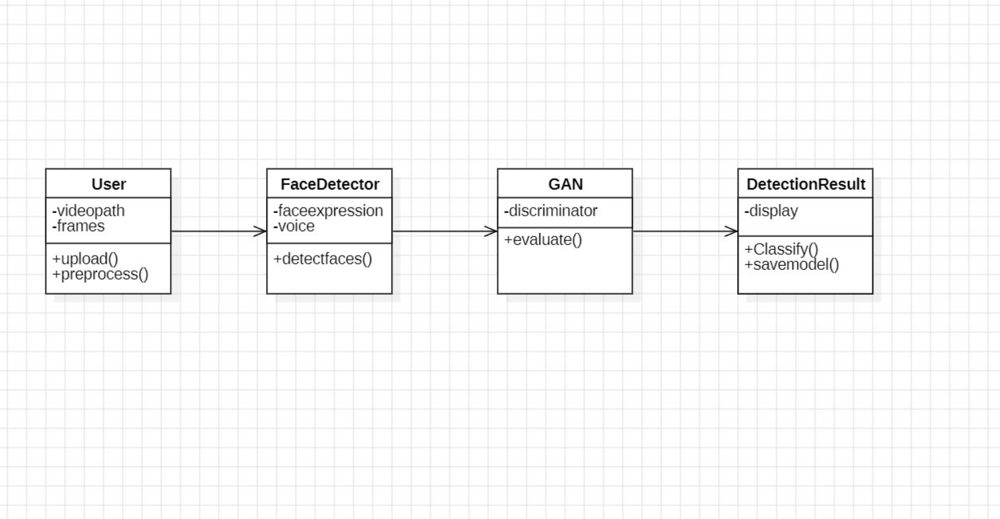 User
-videopath
-frames
+upload()
+preprocess()
FaceDetector
-faceexpression
-voice
+detectfaces()
GAN
-discriminator
+evaluate()
DetectionResult
-display
+Classify()
+savemodel()